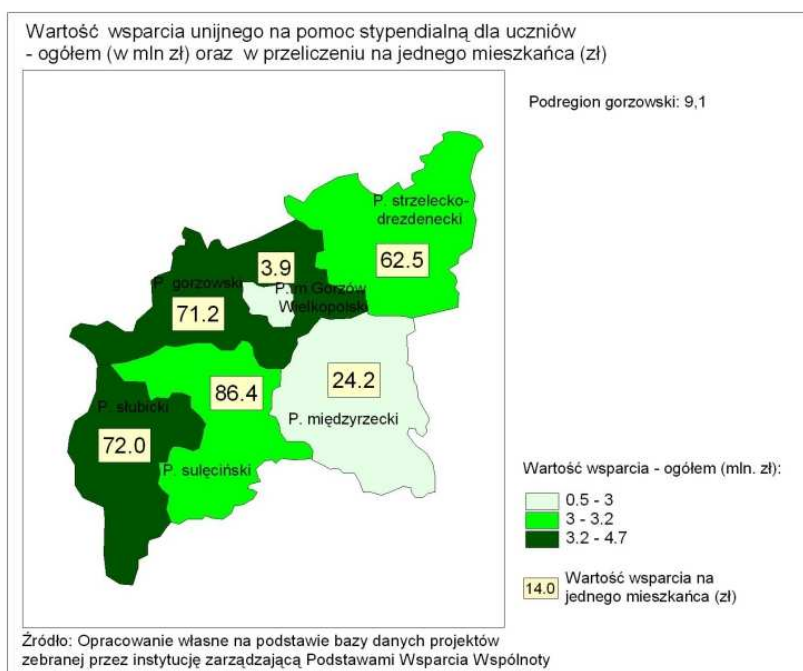 Wartość wsparcia unijnego na pomoc stypendialną dla uczniów
- ogółem (w mln zł) oraz w przeliczeniu na jednego mieszkańca (zł)
Podregion gorzowski: 9,1
P. strzelecko-
drezdenecki
62.5
3.9
P. gorzowski
P.m Gorzów
Wielkopolski
71.2
24.2
86.4
P. międzyrzecki
P. słubicki
72.0
P. sulęciński
Wartość wsparcia - ogółem (mln. zł):
0.5 - 3
3 - 3.2
3.2 - 4.7
14.0
Wartość wsparcia na
jednego mieszkańca (zł)
Źródło: Opracowanie własne na podstawie bazy danych projektów
zebranej przez instytucję zarządzającą Podstawami Wsparcia Wspólnoty